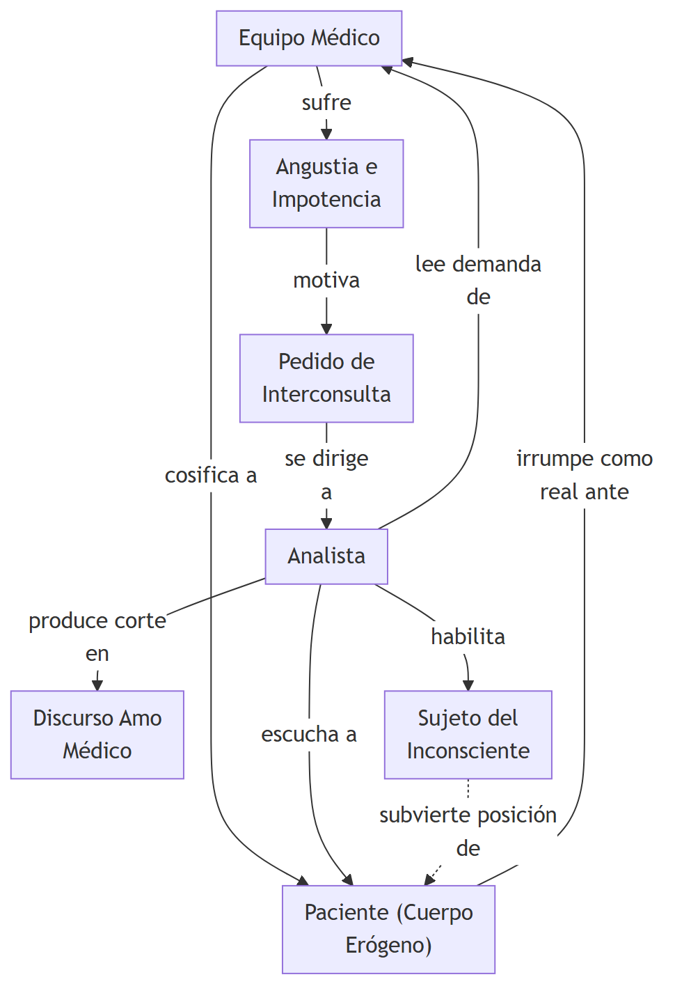 Equipo Médico
sufre
Angustia e
Impotencia
lee demanda
de
motiva
Pedido de
Interconsulta
se dirige
a
irrumpe como
real ante
cosifica a
Analista
produce corte
en
habilita
Discurso Amo
Médico
escucha a
Sujeto del
Inconsciente
subvierte posición
de
Paciente (Cuerpo
Erógeno)